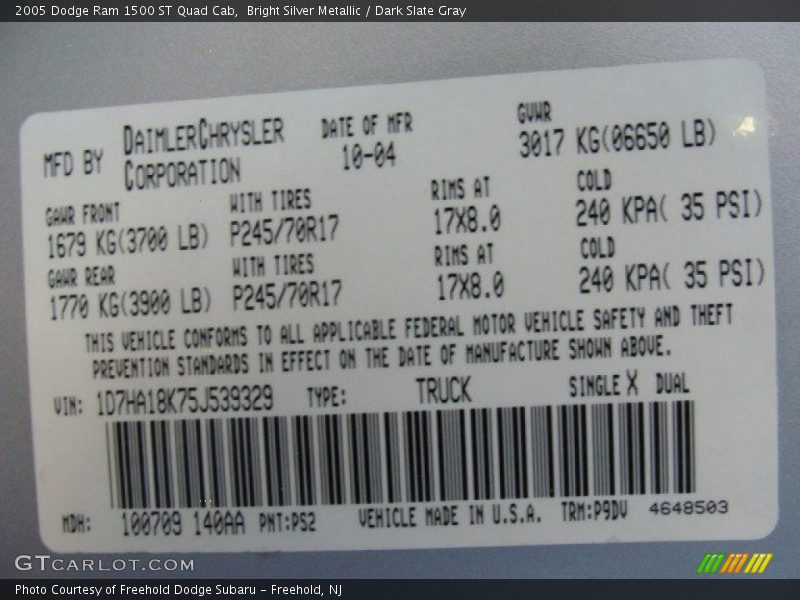 2005 Dodge Ram 1500 ST Quad Cab,  Bright Silver Metallic / Dark Slate Gray
MFD BY DAIMLERCHRYSLER CORPORATION
DATE OF MFR 10-04
GVWR 3017 KG(06650 LB)
GAWR FRONT WITH TIRES RIMS AT COLD
1679 KG(3700 LB) P245/70R17 17X8.0 240 KPA( 35 PSI)
GAWR REAR WITH TIRES RIMS AT COLD
1770 KG(3900 LB) P245/70R17 17X8.0 240 KPA( 35 PSI)
THIS VEHICLE CONFORMS TO ALL APPLICABLE FEDERAL MOTOR VEHICLE SAFETY AND THEFT
PREVENTION STANDARDS IN EFFECT ON THE DATE OF MANUFACTURE SHOWN ABOVE.
VIN: 1D7HA18K75J539329 TYPE: TRUCK SINGLE X DUAL
MDH: 100709 140AA PNT:PS2 VEHICLE MADE IN U.S.A. TRM:P9DV 4648503
GTCARLOT.COM
Photo Courtesy of Freehold Dodge Subaru - Freehold, NJ